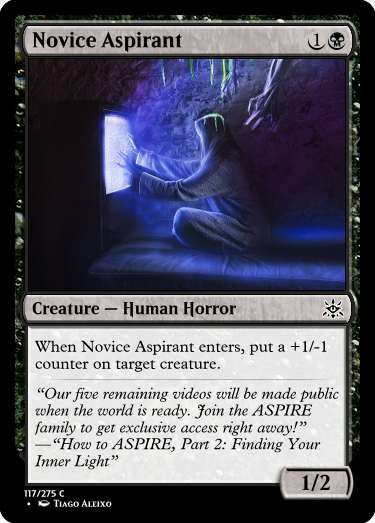 Novice Aspirant 1
Creature — Human Horror
When Novice Aspirant enters, put a +1/-1
counter on target creature.
“Our five remaining videos will be made public
when the world is ready. Join the ASPIRE
family to get exclusive access right away!”
—“How to ASPIRE, Part 2: Finding Your
Inner Light”
1/2
117/275 C
• Tiago Aleixo